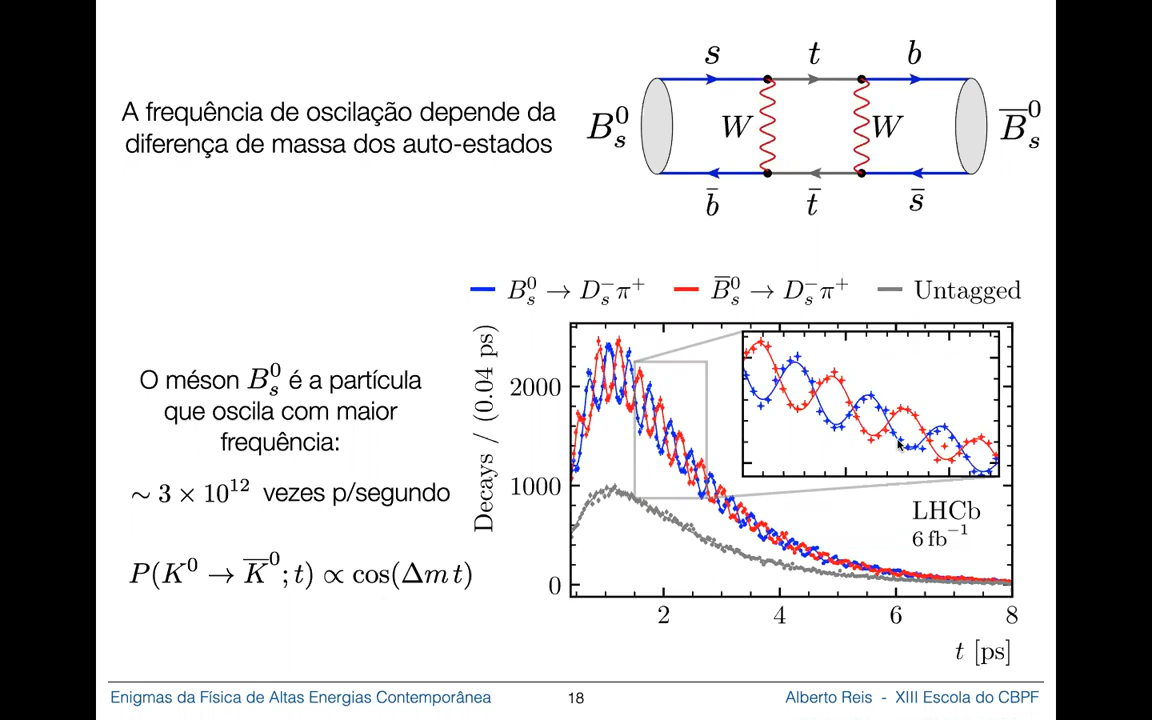 A frequência de oscilação depende da
diferença de massa dos auto-estados
s t b
B_s^0 W W \overline{B}_s^0
\bar{b} \bar{t} \bar{s}
B_s^0 → D_s^- π^+ \overline{B}_s^0 → D_s^- π^+ Untagged
O méson B_s^0 é a partícula
que oscila com maior
frequência:
∼ 3 × 10^12 vezes p/segundo
P(K^0 → \overline{K}^0; t) ∝ cos(Δm t)
Decays / (0.04 ps)
2000
1000
0
LHCb
6 fb^−1
2 4 6 8
t [ps]
Enigmas da Física de Altas Energias Contemporânea 18 Alberto Reis - XIII Escola do CBPF